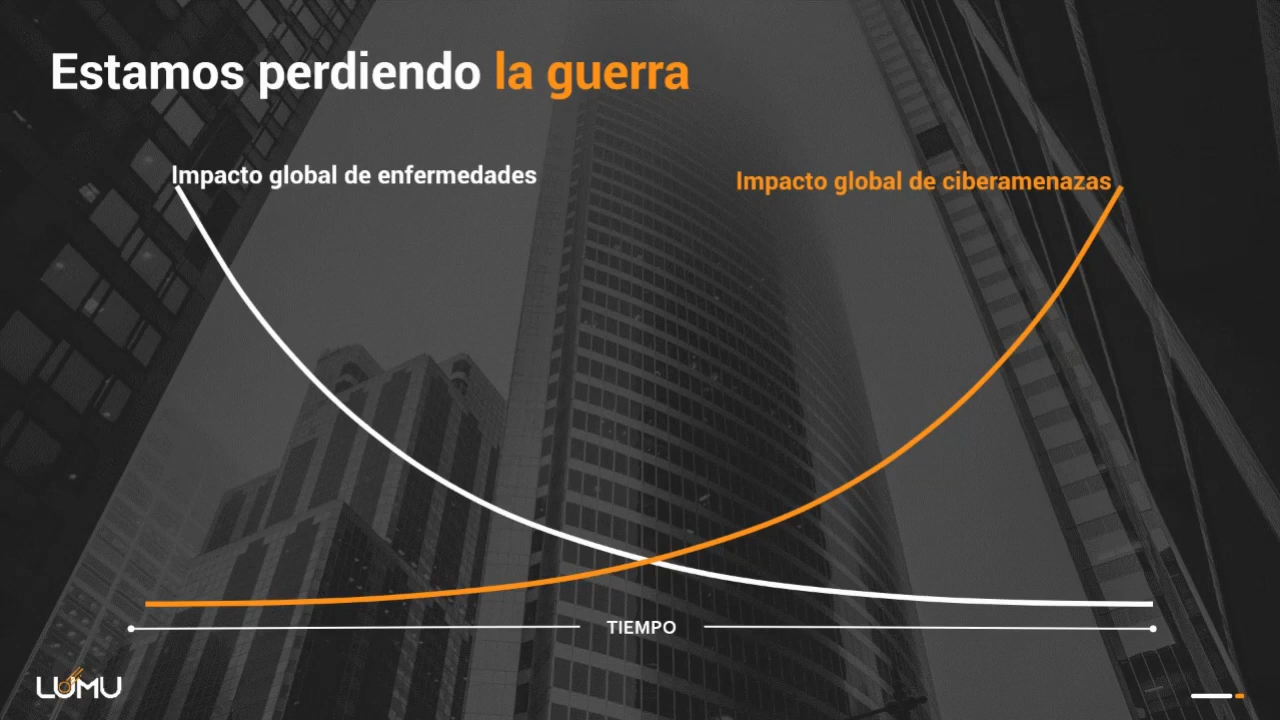 Estamos perdiendo la guerra
Impacto global de enfermedades
Impacto global de ciberamenazas
TIEMPO
LUMU